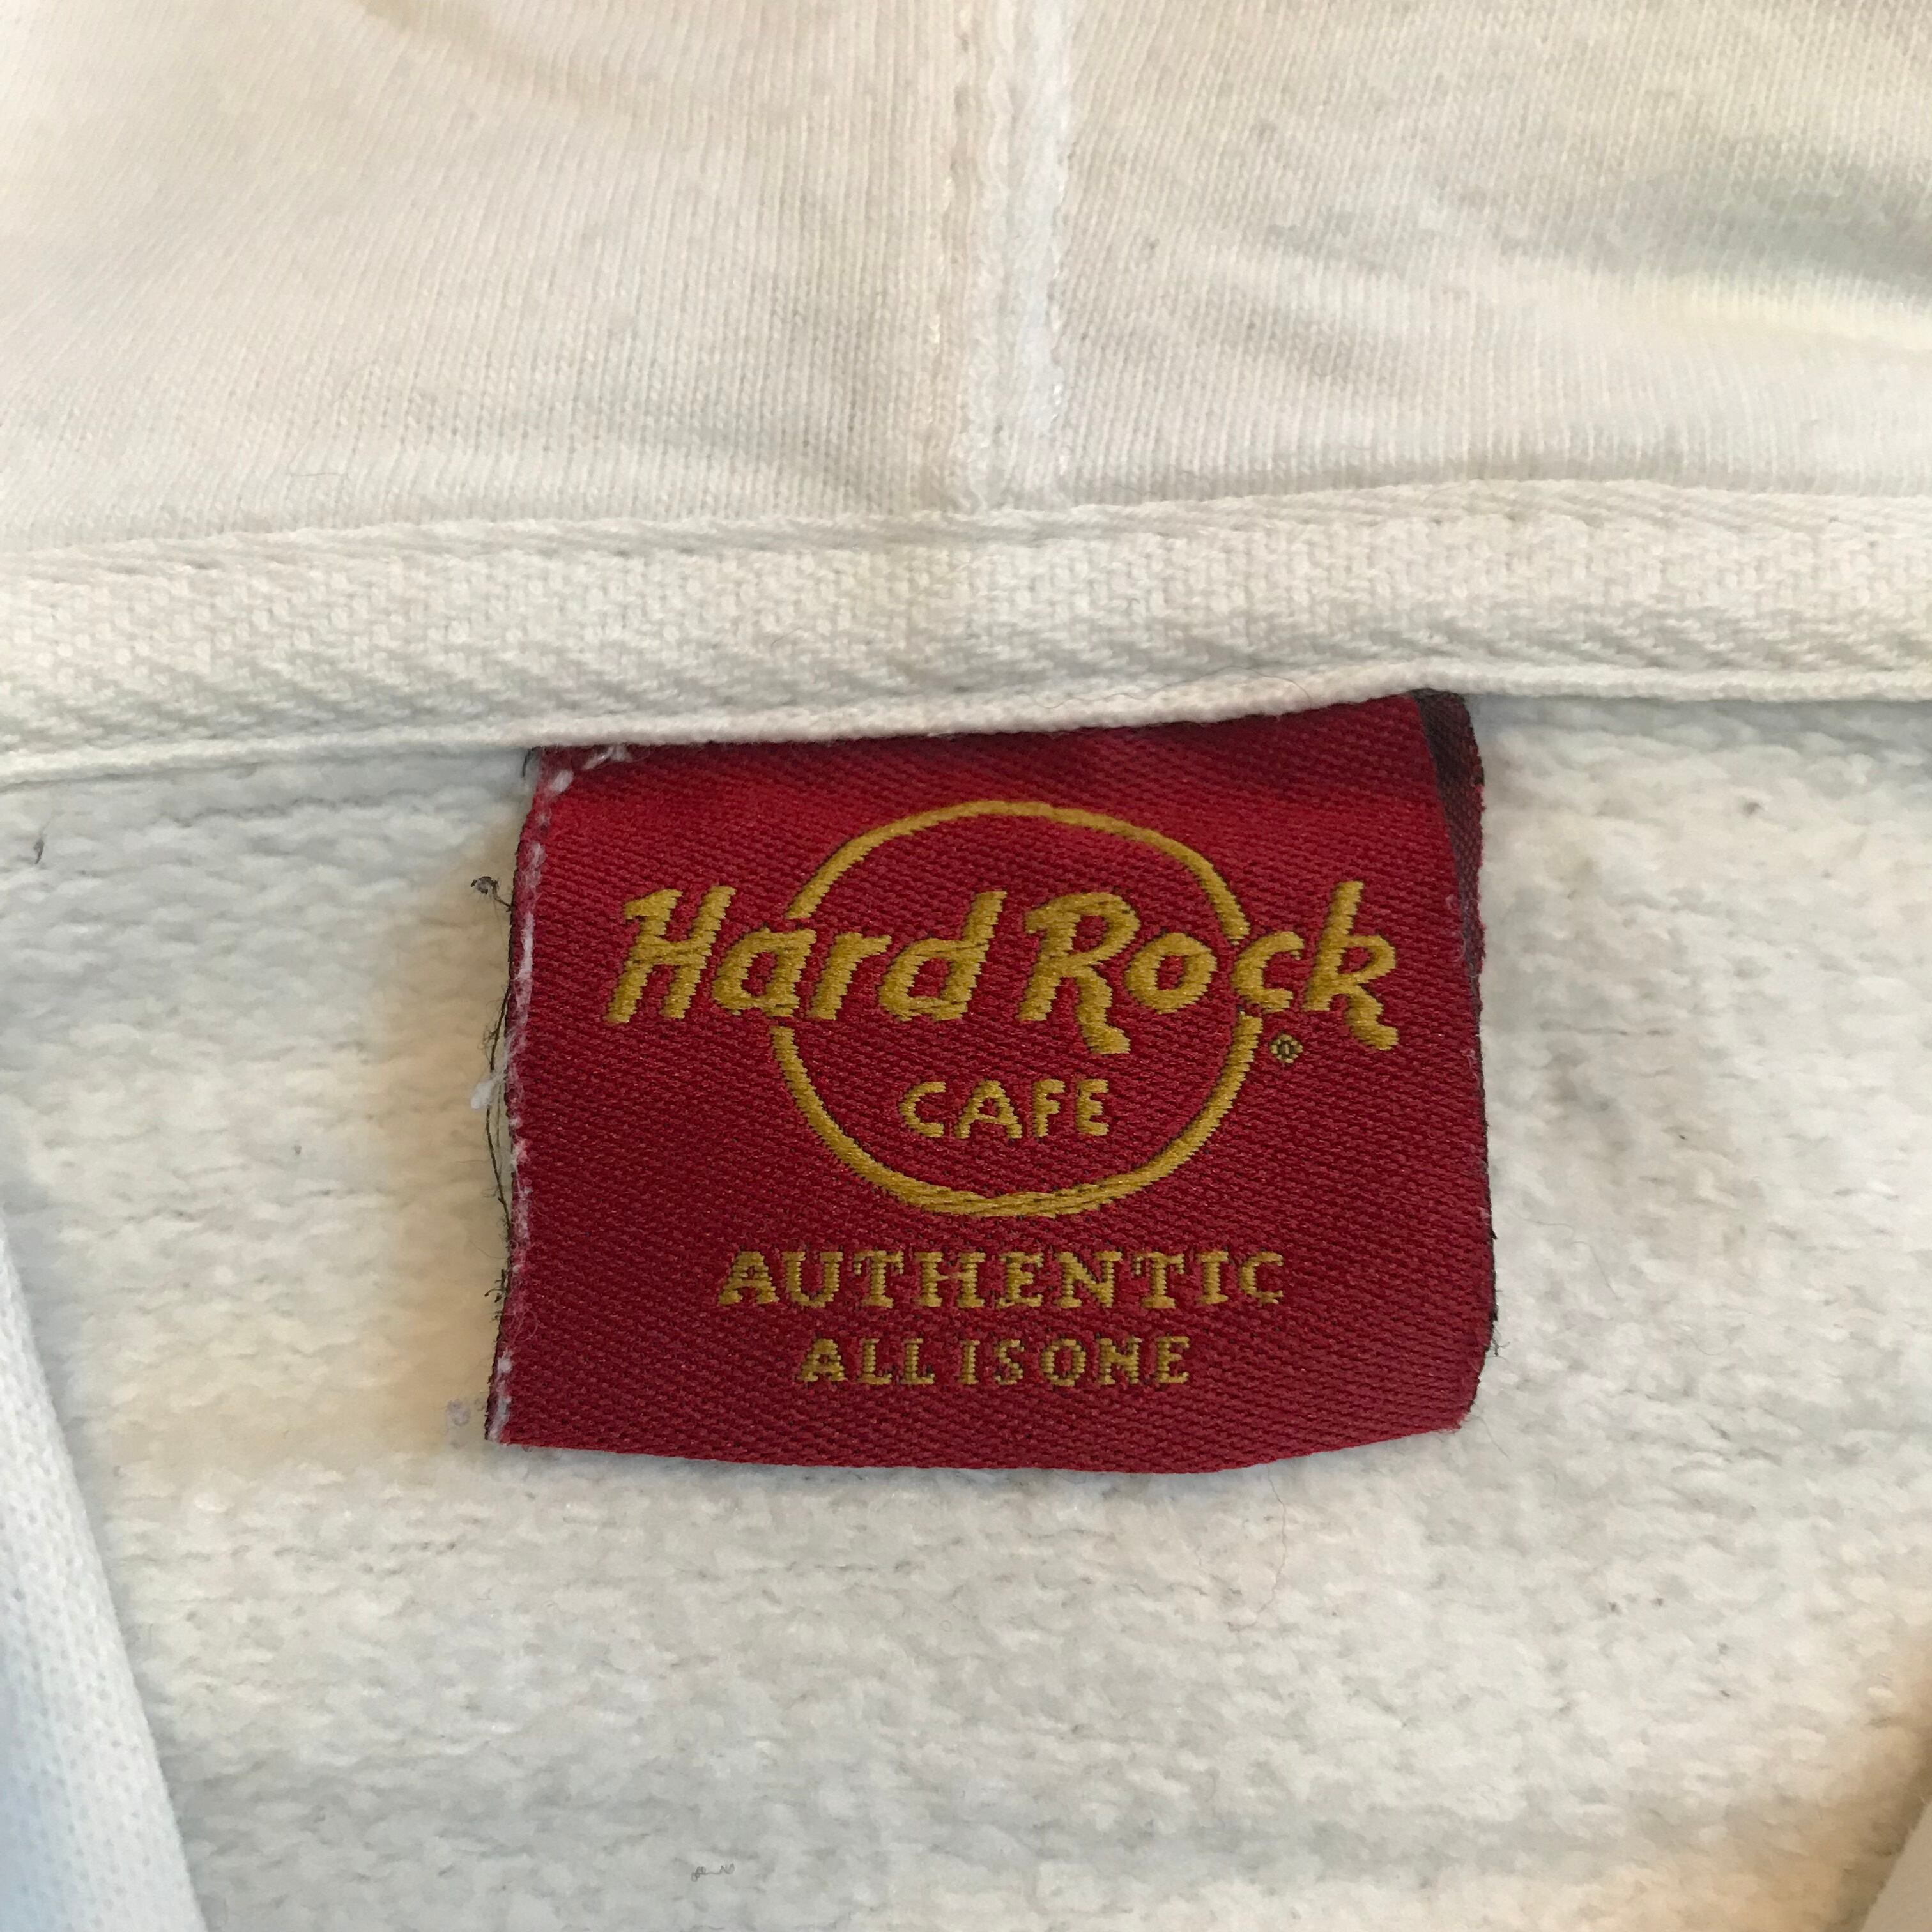 Hard Rock
®
CAFE
AUTHENTIC
ALL IS ONE